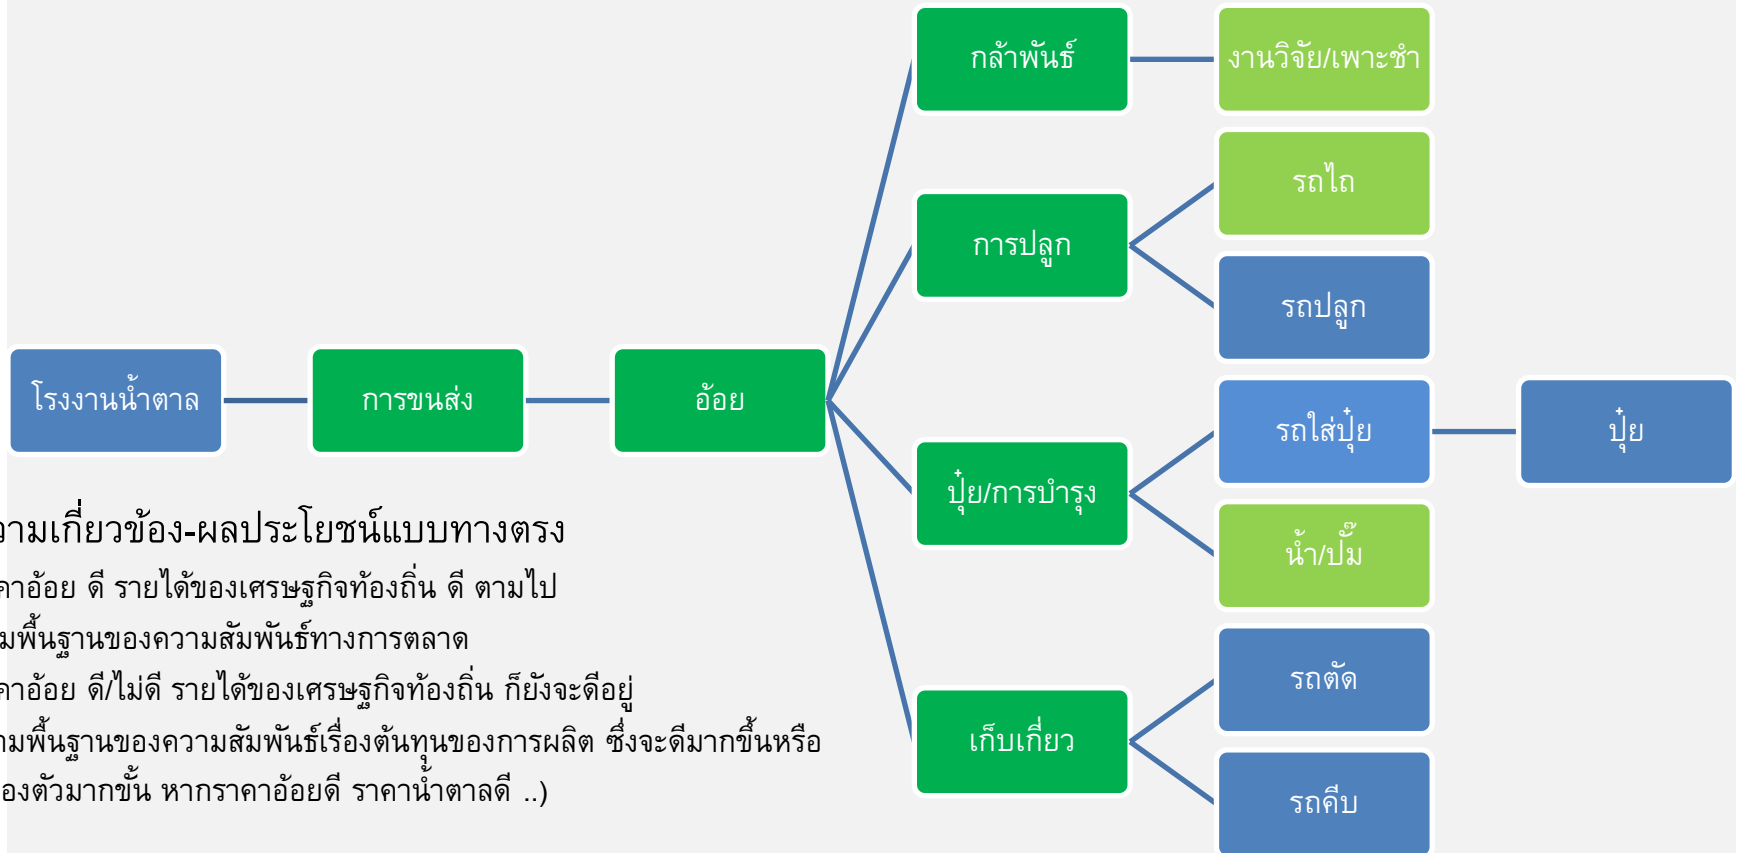 กล้าพันธ์
งานวิจัย/เพาะชำ
รถไถ
การปลูก
รถปลูก
โรงงานน้ำตาล
การขนส่ง
อ้อย
รถใส่ปุ๋ย
ปุ๋ย
ปุ๋ย/การบำรุง
น้ำ/ปั๊ม
รถตัด
เก็บเกี่ยว
รถคีบ
วามเกี่ยวข้อง-ผลประโยชน์แบบทางตรง
คาอ้อย ดี รายได้ของเศรษฐกิจท้องถิ่น ดี ตามไป
มพื้นฐานของความสัมพันธ์ทางการตลาด
คาอ้อย ดี/ไม่ดี รายได้ของเศรษฐกิจท้องถิ่น ก็ยังจะดีอยู่
ามพื้นฐานของความสัมพันธ์เรื่องต้นทุนของการผลิต ซึ่งจะดีมากขึ้นหรือ
องตัวมากขั้น หากราคาอ้อยดี ราคาน้ำตาลดี ..)